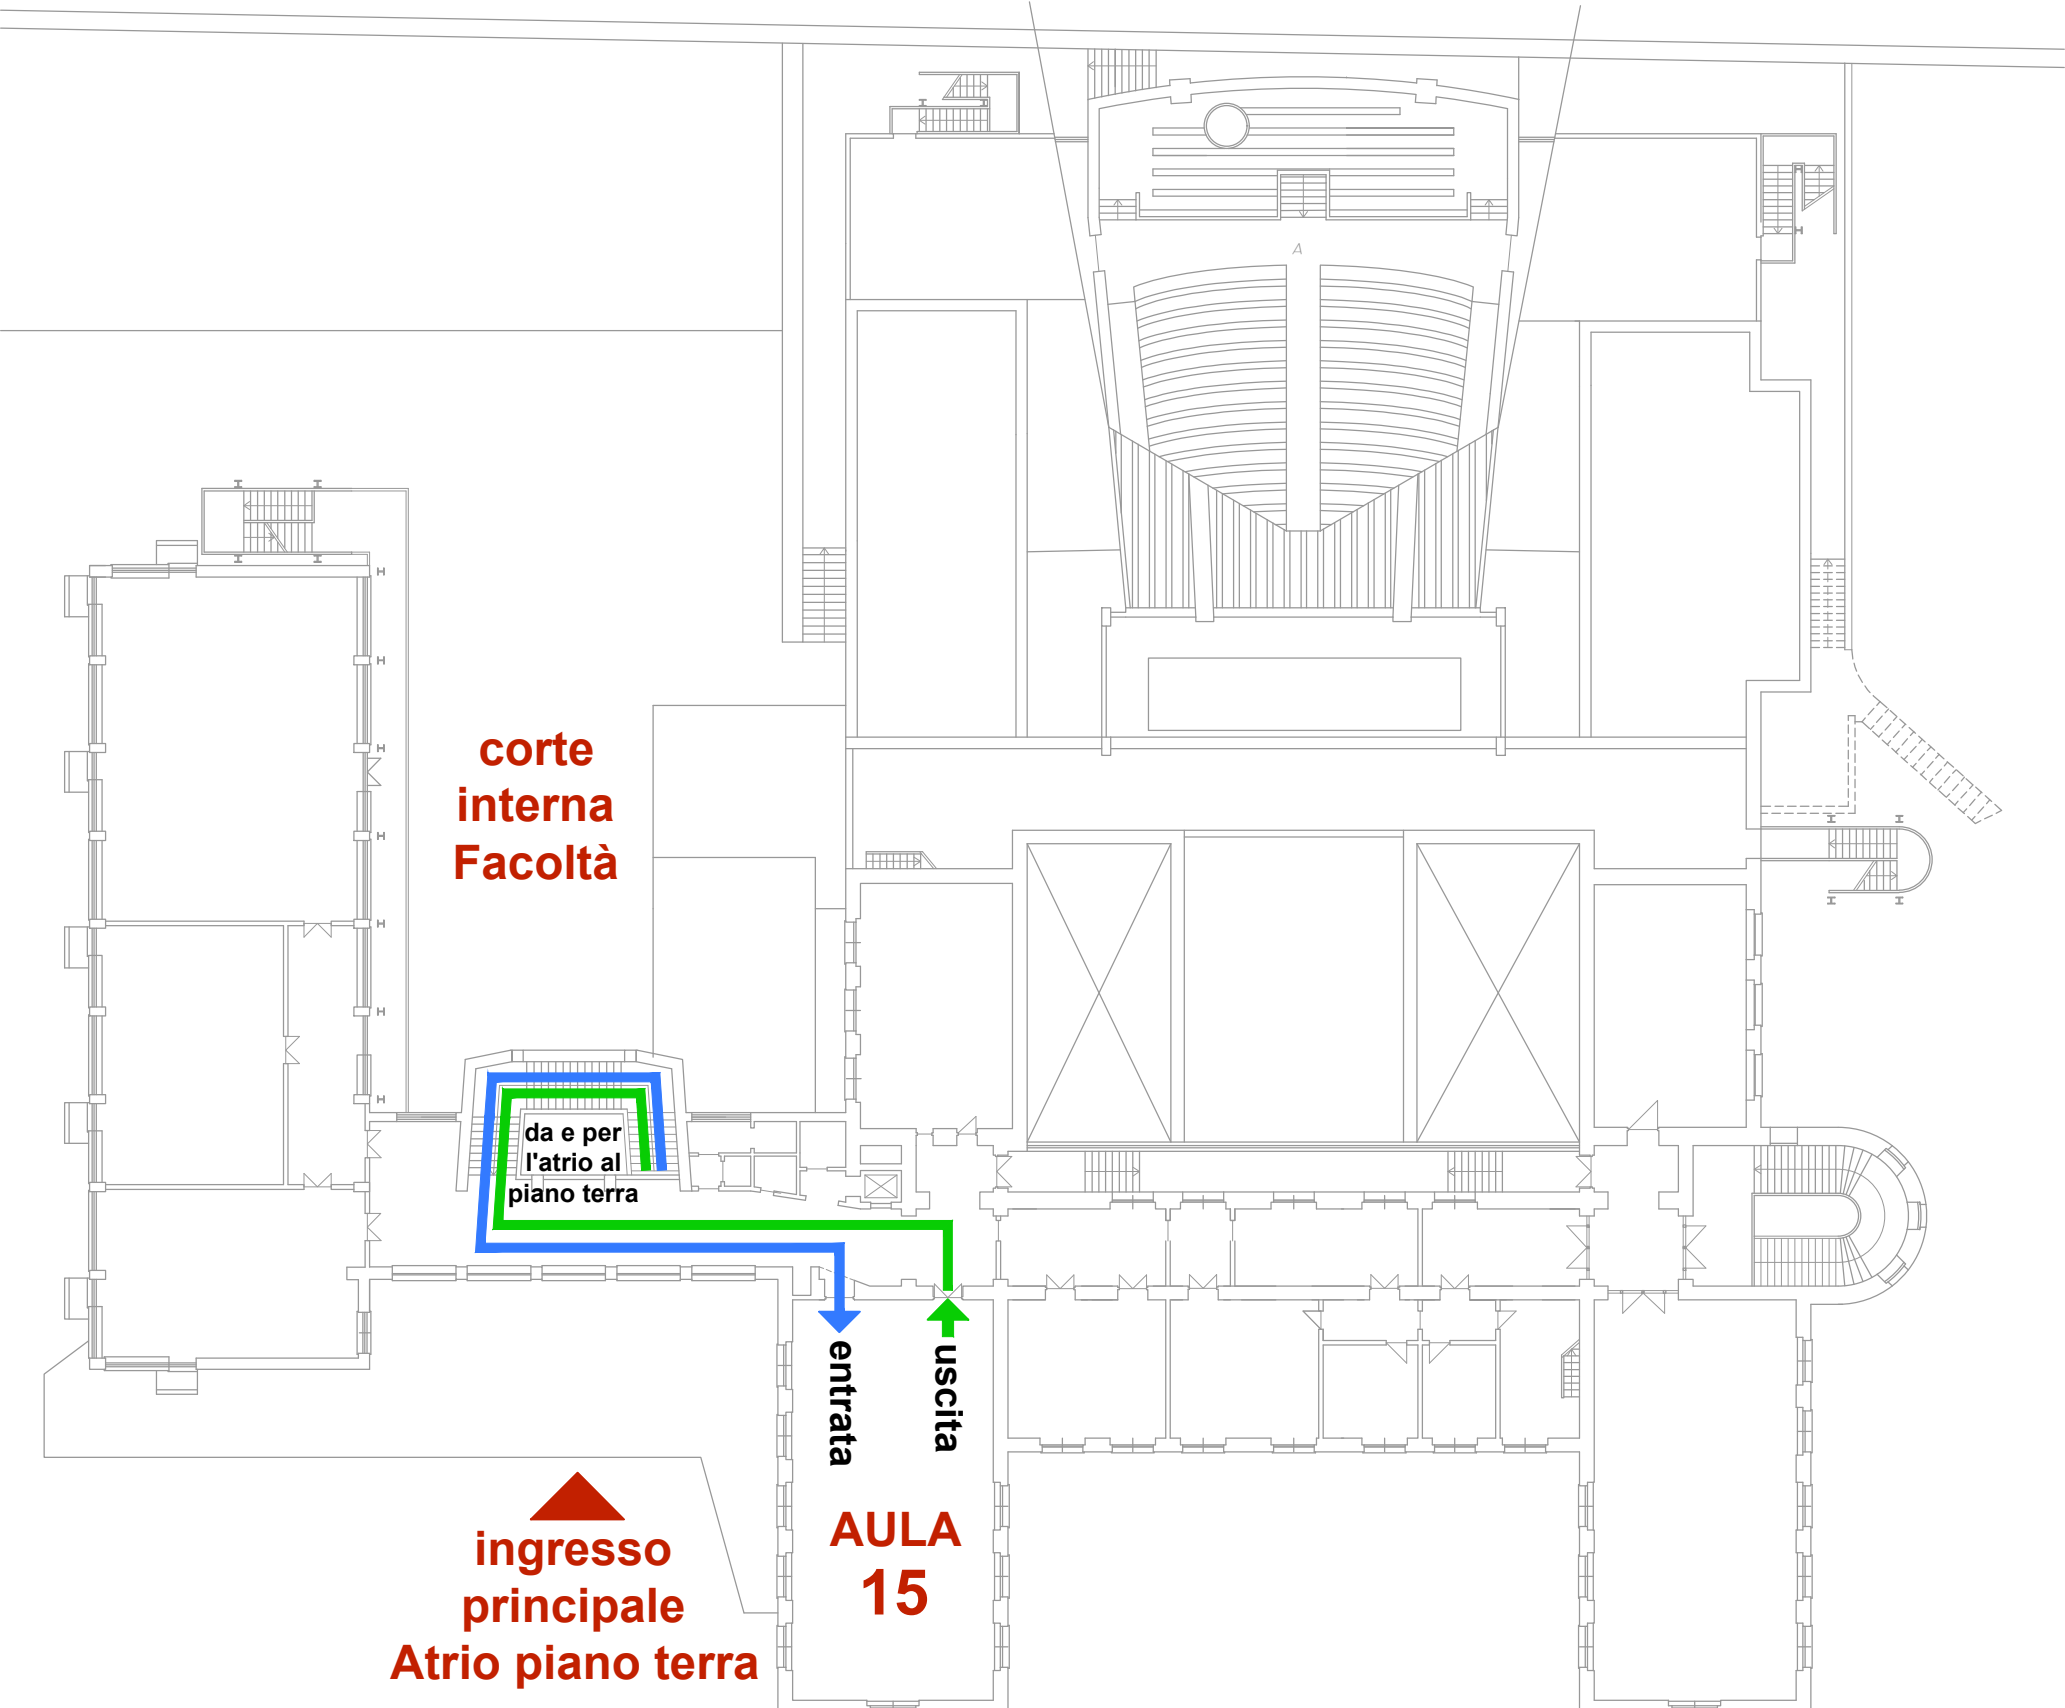 A
corte
interna
Facoltà
da e per
l'atrio al
piano terra
entrata
uscita
AULA
15
ingresso
principale
Atrio piano terra